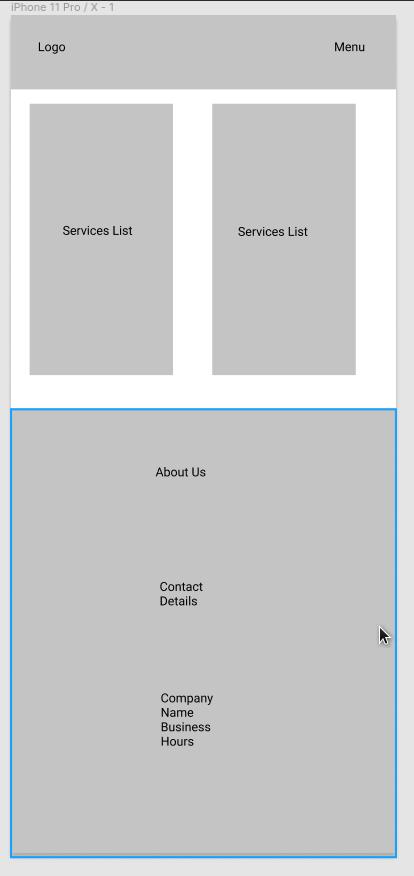 iPhone 11 Pro / X - 1
Logo
Menu
Services List
Services List
About Us
Contact
Details
Company
Name
Business
Hours